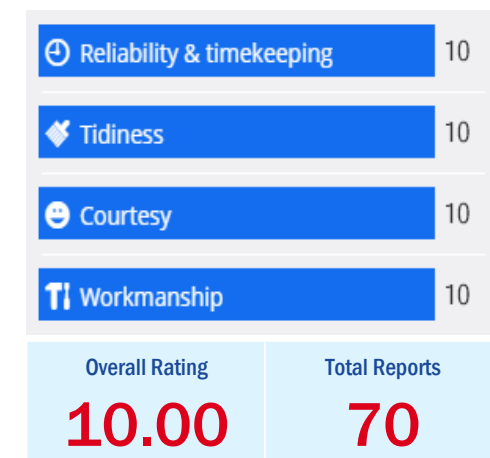 Reliability & timekeeping 10
Tidiness 10
Courtesy 10
Workmanship 10
Overall Rating Total Reports
10.00 70